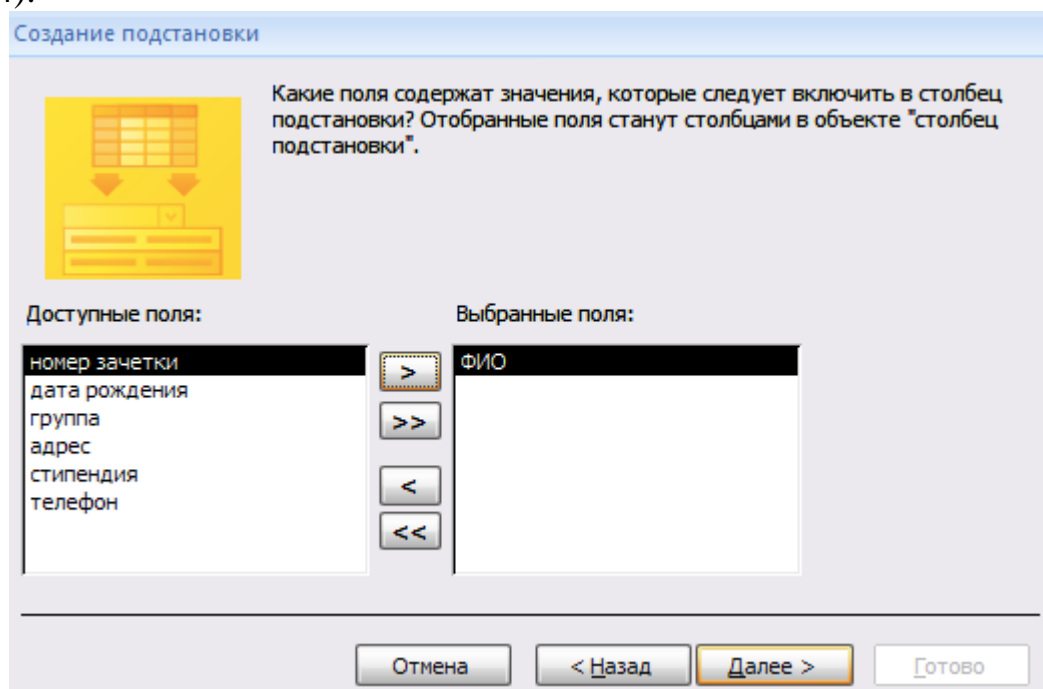 ).
Создание подстановки
Какие поля содержат значения, которые следует включить в столбец
подстановки? Отобранные поля станут столбцами в объекте "столбец
подстановки".
Доступные поля:
Выбранные поля:
номер зачетки
дата рождения
группа
адрес
стипендия
телефон
>
>>
<
<<
ФИО
Отмена
< Назад
Далее >
Готово